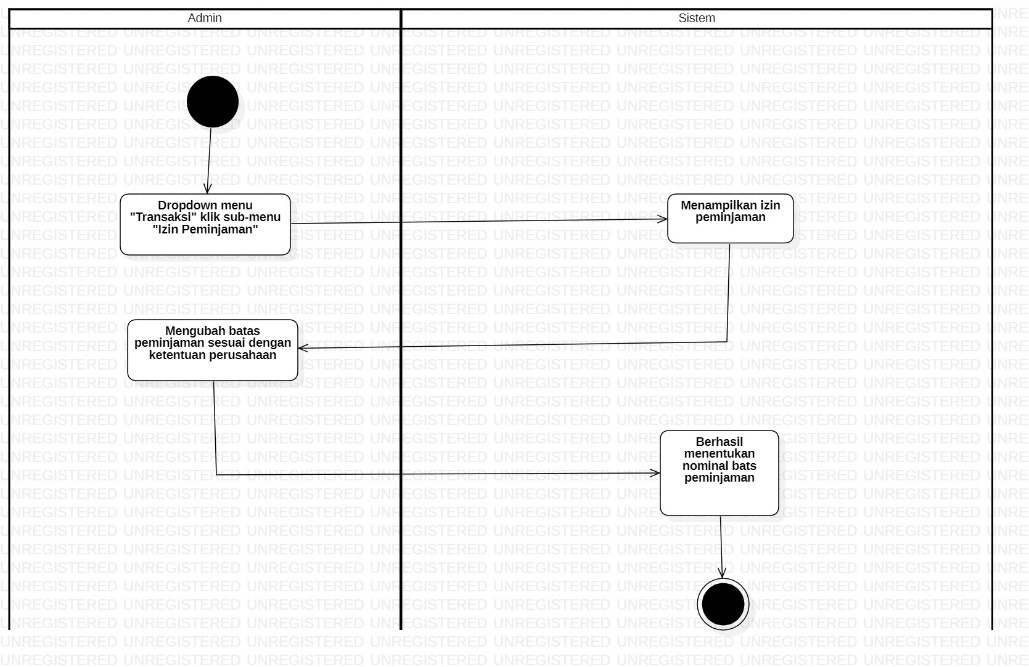 Admin
Sistem
Dropdown menu
"Transaksi" klik sub-menu
"Izin Peminjaman"
Menampilkan izin
peminjaman
Mengubah batas
peminjaman sesuai dengan
ketentuan perusahaan
Berhasil
menentukan
nominal bats
peminjaman
UNREGISTERED